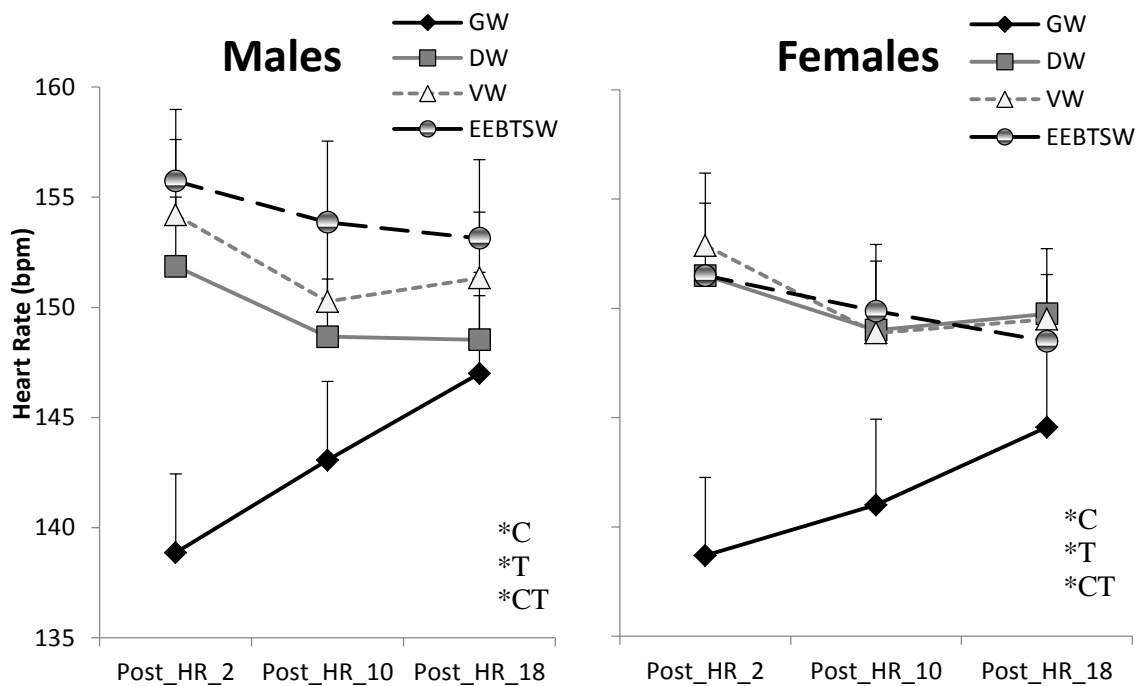 Males
GW
DW
VW
EEBTSW
Heart Rate (bpm)
160
155
150
145
140
135
*C
*T
*CT
Post_HR_2 Post_HR_10 Post_HR_18
Females
GW
DW
VW
EEBTSW
*C
*T
*CT
Post_HR_2 Post_HR_10 Post_HR_18